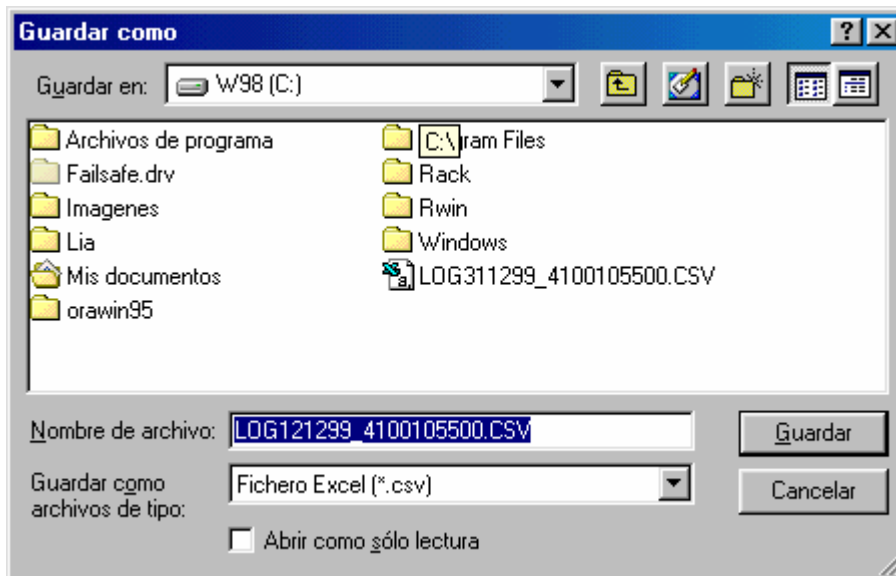 Guardar como
Guardar en: W98 (C:)
Archivos de programa
Failsafe.drv
Imagenes
Lia
Mis documentos
orawin95
C:\gram Files
Rack
Rwin
Windows
LOG311299_4100105500.CSV
Nombre de archivo: LOG121299_4100105500.CSV
Guardar
Guardar como archivos de tipo: Fichero Excel (*.csv)
Cancelar
Abrir como sólo lectura